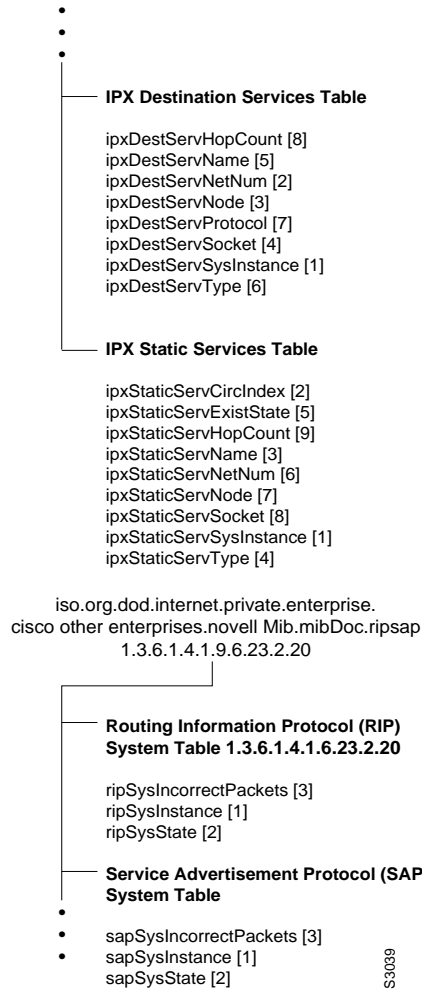 •
•
•
IPX Destination Services Table
ipxDestServHopCount [8]
ipxDestServName [5]
ipxDestServNetNum [2]
ipxDestServNode [3]
ipxDestServProtocol [7]
ipxDestServSocket [4]
ipxDestServSysInstance [1]
ipxDestServType [6]
IPX Static Services Table
ipxStaticServCircIndex [2]
ipxStaticServExistState [5]
ipxStaticServHopCount [9]
ipxStaticServName [3]
ipxStaticServNetNum [6]
ipxStaticServNode [7]
ipxStaticServSocket [8]
ipxStaticServSysInstance [1]
ipxStaticServType [4]
iso.org.dod.internet.private.enterprise.
cisco other enterprises.novell Mib.mibDoc.ripsap
1.3.6.1.4.1.9.6.23.2.20
Routing Information Protocol (RIP)
System Table 1.3.6.1.4.1.6.23.2.20
ripSysIncorrectPackets [3]
ripSysInstance [1]
ripSysState [2]
Service Advertisement Protocol (SAP
System Table
•
• sapSysIncorrectPackets [3]
• sapSysInstance [1]
sapSysState [2]
S3039